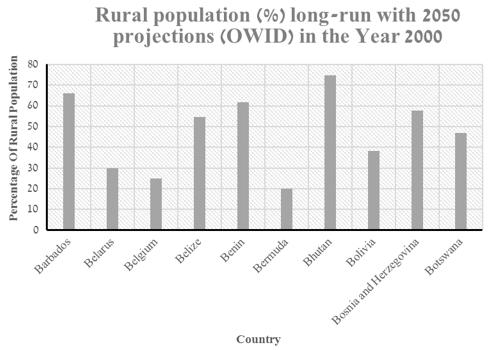 Rural population (%) long-run with 2050
projections (OWID) in the Year 2000
Percentage Of Rural Population
80
70
60
50
40
30
20
10
0
Barbados
Belarus
Belgium
Belize
Benin
Bermuda
Bhutan
Bolivia
Bosnia and Herzegovina
Botswana
Country